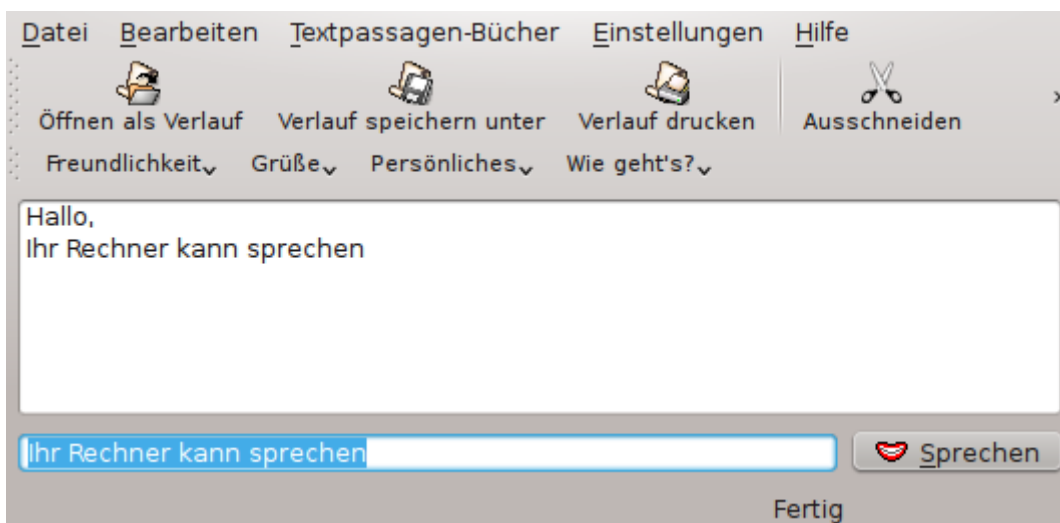 Datei Bearbeiten Textpassagen-Bücher Einstellungen Hilfe
Öffnen als Verlauf Verlauf speichern unter Verlauf drucken Ausschneiden
Freundlichkeit Grüße Persönliches Wie geht's?
Hallo,
Ihr Rechner kann sprechen
Ihr Rechner kann sprechen Sprechen
Fertig